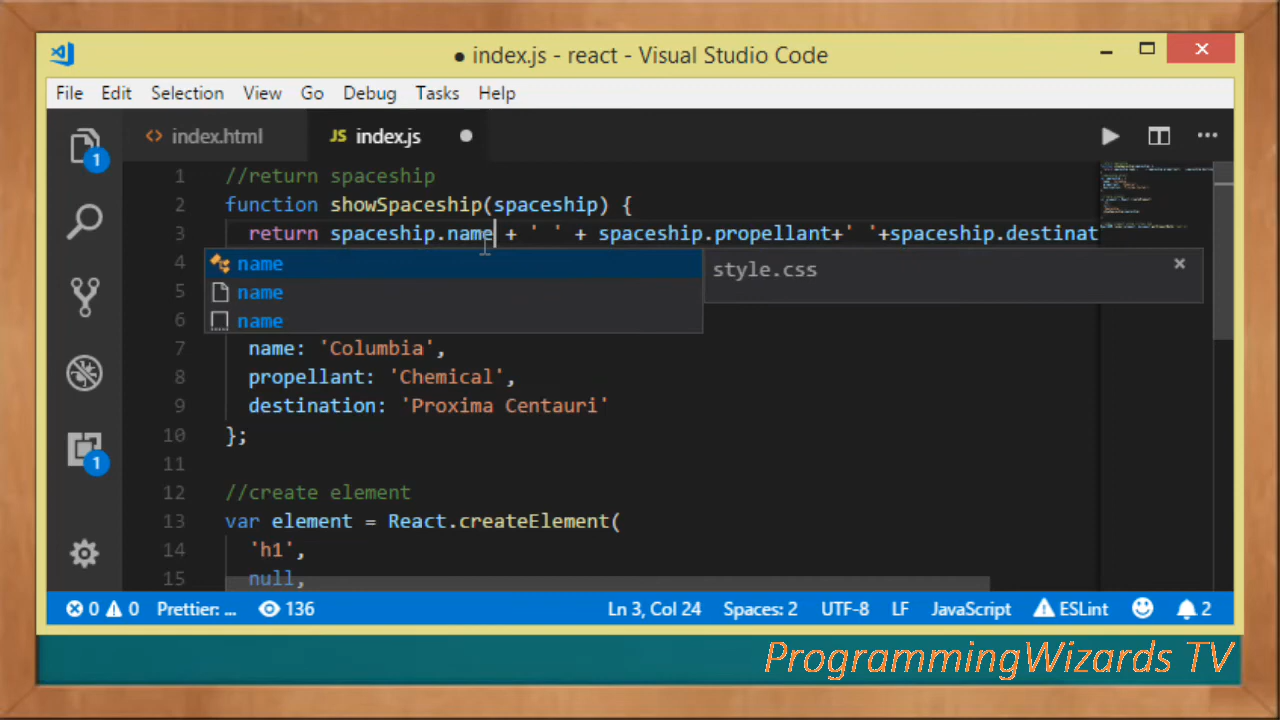 ● index.js - react - Visual Studio Code
File Edit Selection View Go Debug Tasks Help
index.html JS index.js
1 //return spaceship
2 function showSpaceship(spaceship) {
3 return spaceship.name + ' ' + spaceship.propellant+' '+spaceship.destinat
4 name style.css
5 name
6 name
7 name: 'Columbia',
8 propellant: 'Chemical',
9 destination: 'Proxima Centauri'
10 };
11
12 //create element
13 var element = React.createElement(
14 'h1',
15 null,
1
1
0 0 Prettier: ... 136 Ln 3, Col 24 Spaces: 2 UTF-8 LF JavaScript ESLint 2
ProgrammingWizards TV